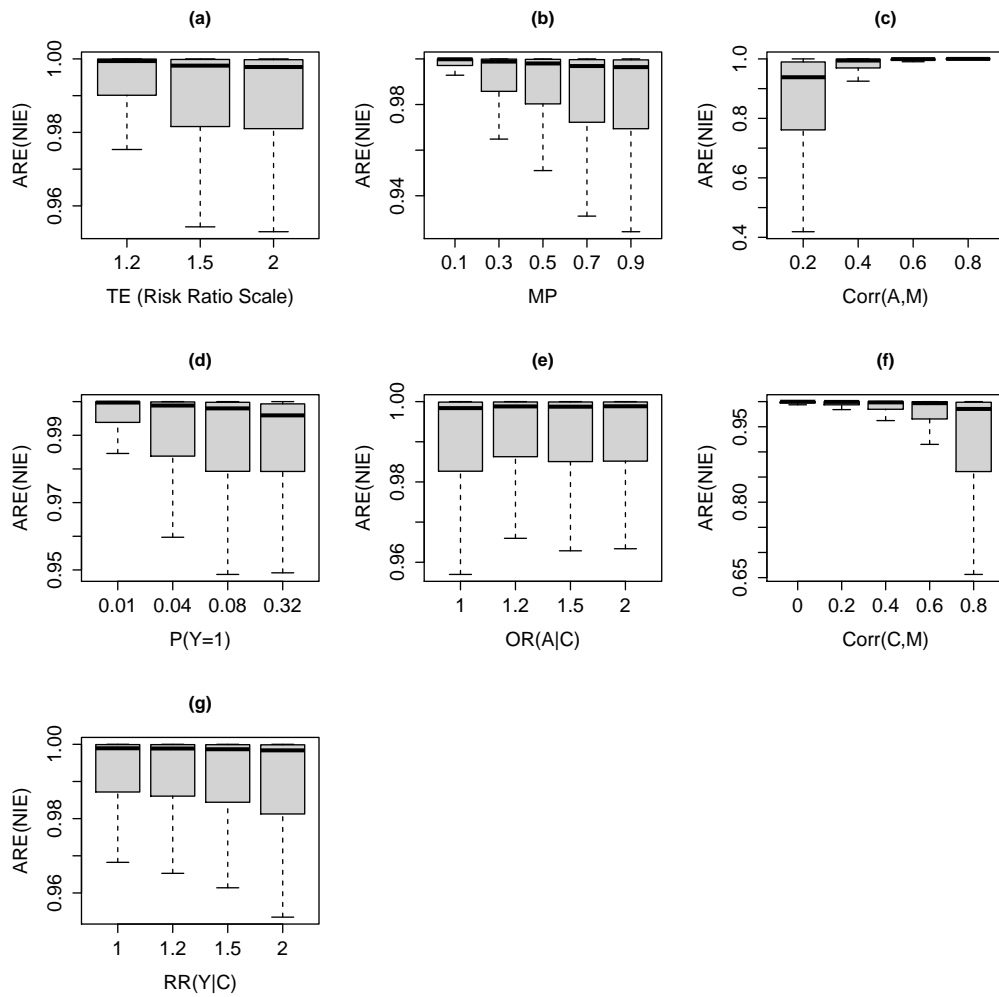 (a)
ARE(NIE)
0.96 0.98 1.00
1.2 1.5 2
TE (Risk Ratio Scale)
(b)
ARE(NIE)
0.94 0.98
0.1 0.3 0.5 0.7 0.9
MP
(c)
ARE(NIE)
0.4 0.6 0.8 1.0
0.2 0.4 0.6 0.8
Corr(A,M)
(d)
ARE(NIE)
0.95 0.97 0.99
0.01 0.04 0.08 0.32
P(Y=1)
(e)
ARE(NIE)
0.96 0.98 1.00
1 1.2 1.5 2
OR(A|C)
(f)
ARE(NIE)
0.65 0.80 0.95
0 0.2 0.4 0.6 0.8
Corr(C,M)
(g)
ARE(NIE)
0.96 0.98 1.00
1 1.2 1.5 2
RR(Y|C)